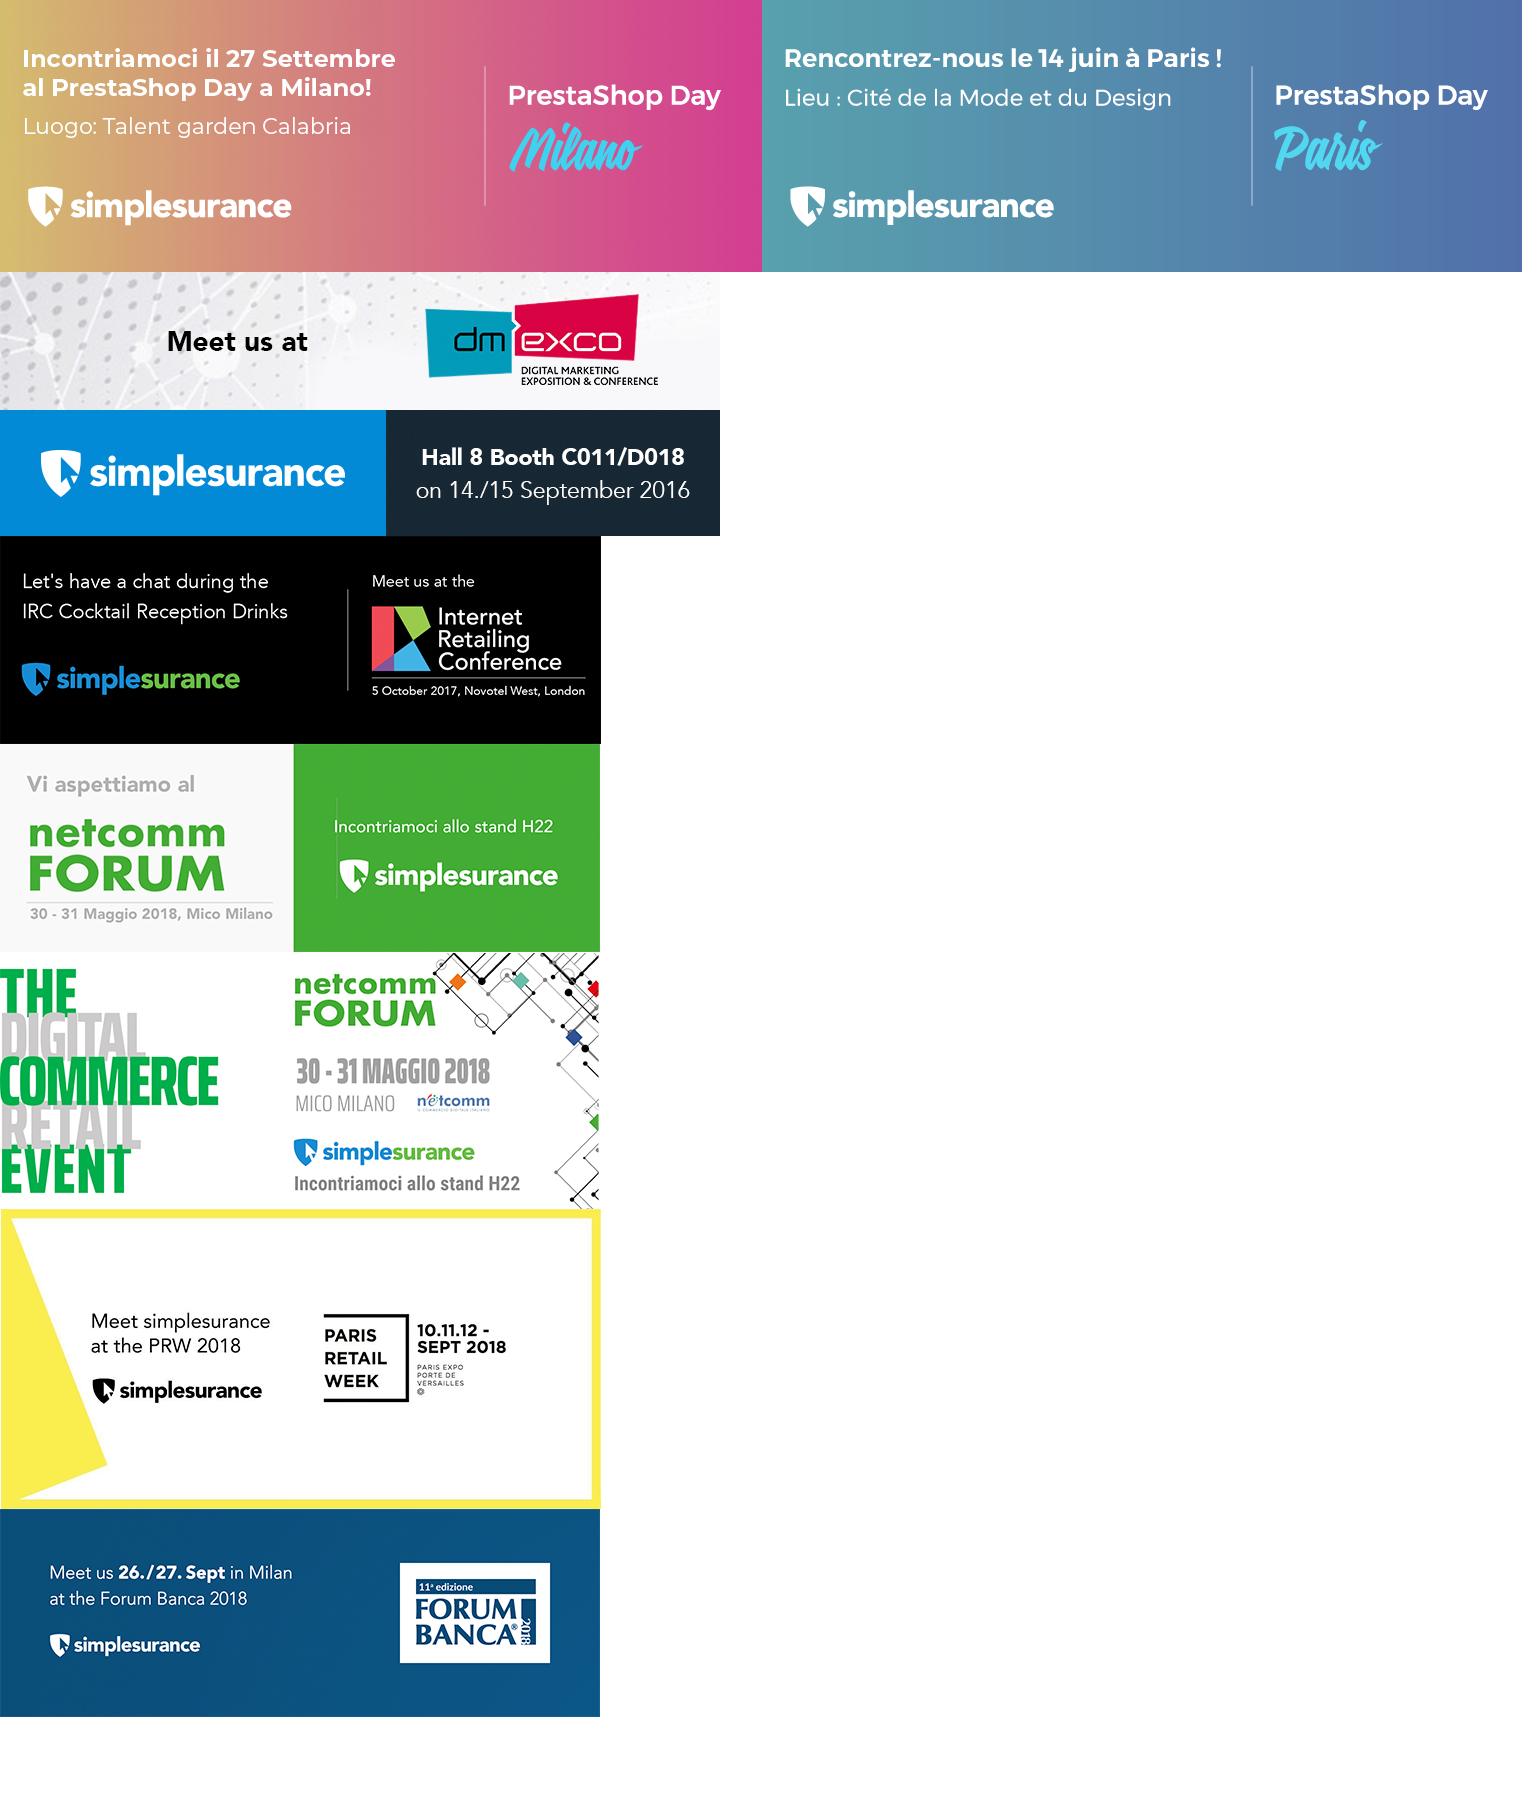 Incontriamoci il 27 Settembre
al PrestaShop Day a Milano!
Luogo: Talent garden Calabria
simplesurance
PrestaShop Day
Milano
Rencontrez-nous le 14 juin à Paris !
Lieu : Cité de la Mode et du Design
simplesurance
PrestaShop Day
Paris
Meet us at
dmexco
DIGITAL MARKETING
EXPOSITION & CONFERENCE
simplesurance
Hall 8 Booth C011/D018
on 14./15 September 2016
Let's have a chat during the
IRC Cocktail Reception Drinks
simplesurance
Meet us at the
Internet
Retailing
Conference
5 October 2017, Novotel West, London
Vi aspettiamo al
netcomm
FORUM
30 - 31 Maggio 2018, Mico Milano
Incontriamoci allo stand H22
simplesurance
THE
DIGITAL
COMMERCE
RETAIL
EVENT
netcomm
FORUM
30 - 31 MAGGIO 2018
MICO MILANO
netcomm
IL COMMERCIO DIGITALE ITALIANO
simplesurance
Incontriamoci allo stand H22
Meet simplesurance
at the PRW 2018
simplesurance
PARIS
RETAIL
WEEK
10.11.12 -
SEPT 2018
PARIS EXPO
PORTE DE
VERSAILLES
Meet us 26./27. Sept in Milan
at the Forum Banca 2018
simplesurance
11ª edizione
FORUM
BANCA®
2018